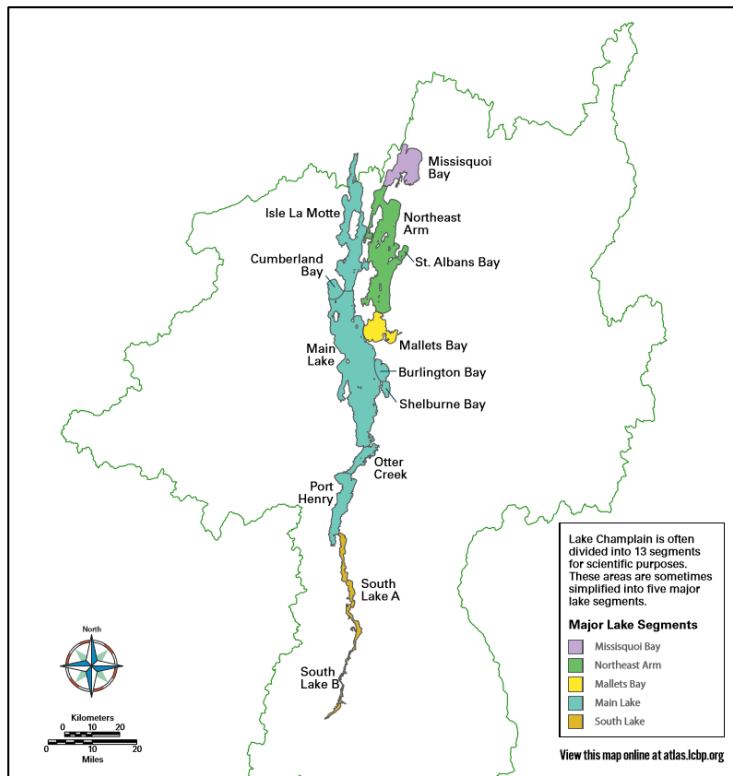 Missisquoi
Bay
Isle La Motte
Northeast
Arm
Cumberland
Bay
St. Albans Bay
Main
Lake
Mallets Bay
Burlington Bay
Shelburne Bay
Otter
Creek
Port
Henry
South
Lake A
South
Lake B
North
Kilometers
0 10 20
0 10 20
Miles
Lake Champlain is often
divided into 13 segments
for scientific purposes.
These areas are sometimes
simplified into five major
lake segments.
Major Lake Segments
Missisquoi Bay
Northeast Arm
Mallets Bay
Main Lake
South Lake
View this map online at atlas.lcbp.org